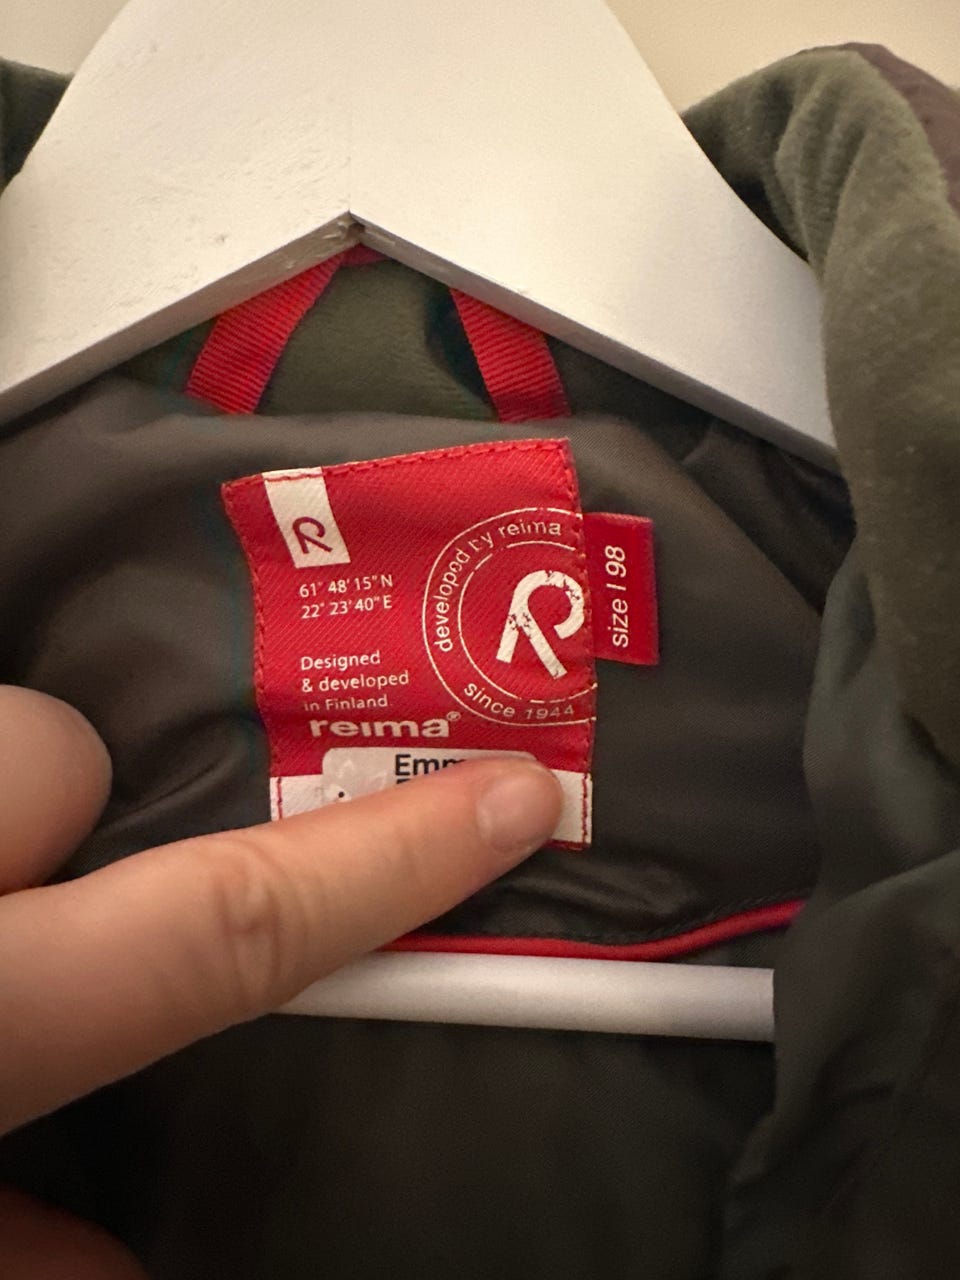 61° 48' 15" N
22° 23' 40" E
developed by reima
since 1944
Designed
& developed
in Finland
reima®
size I 98